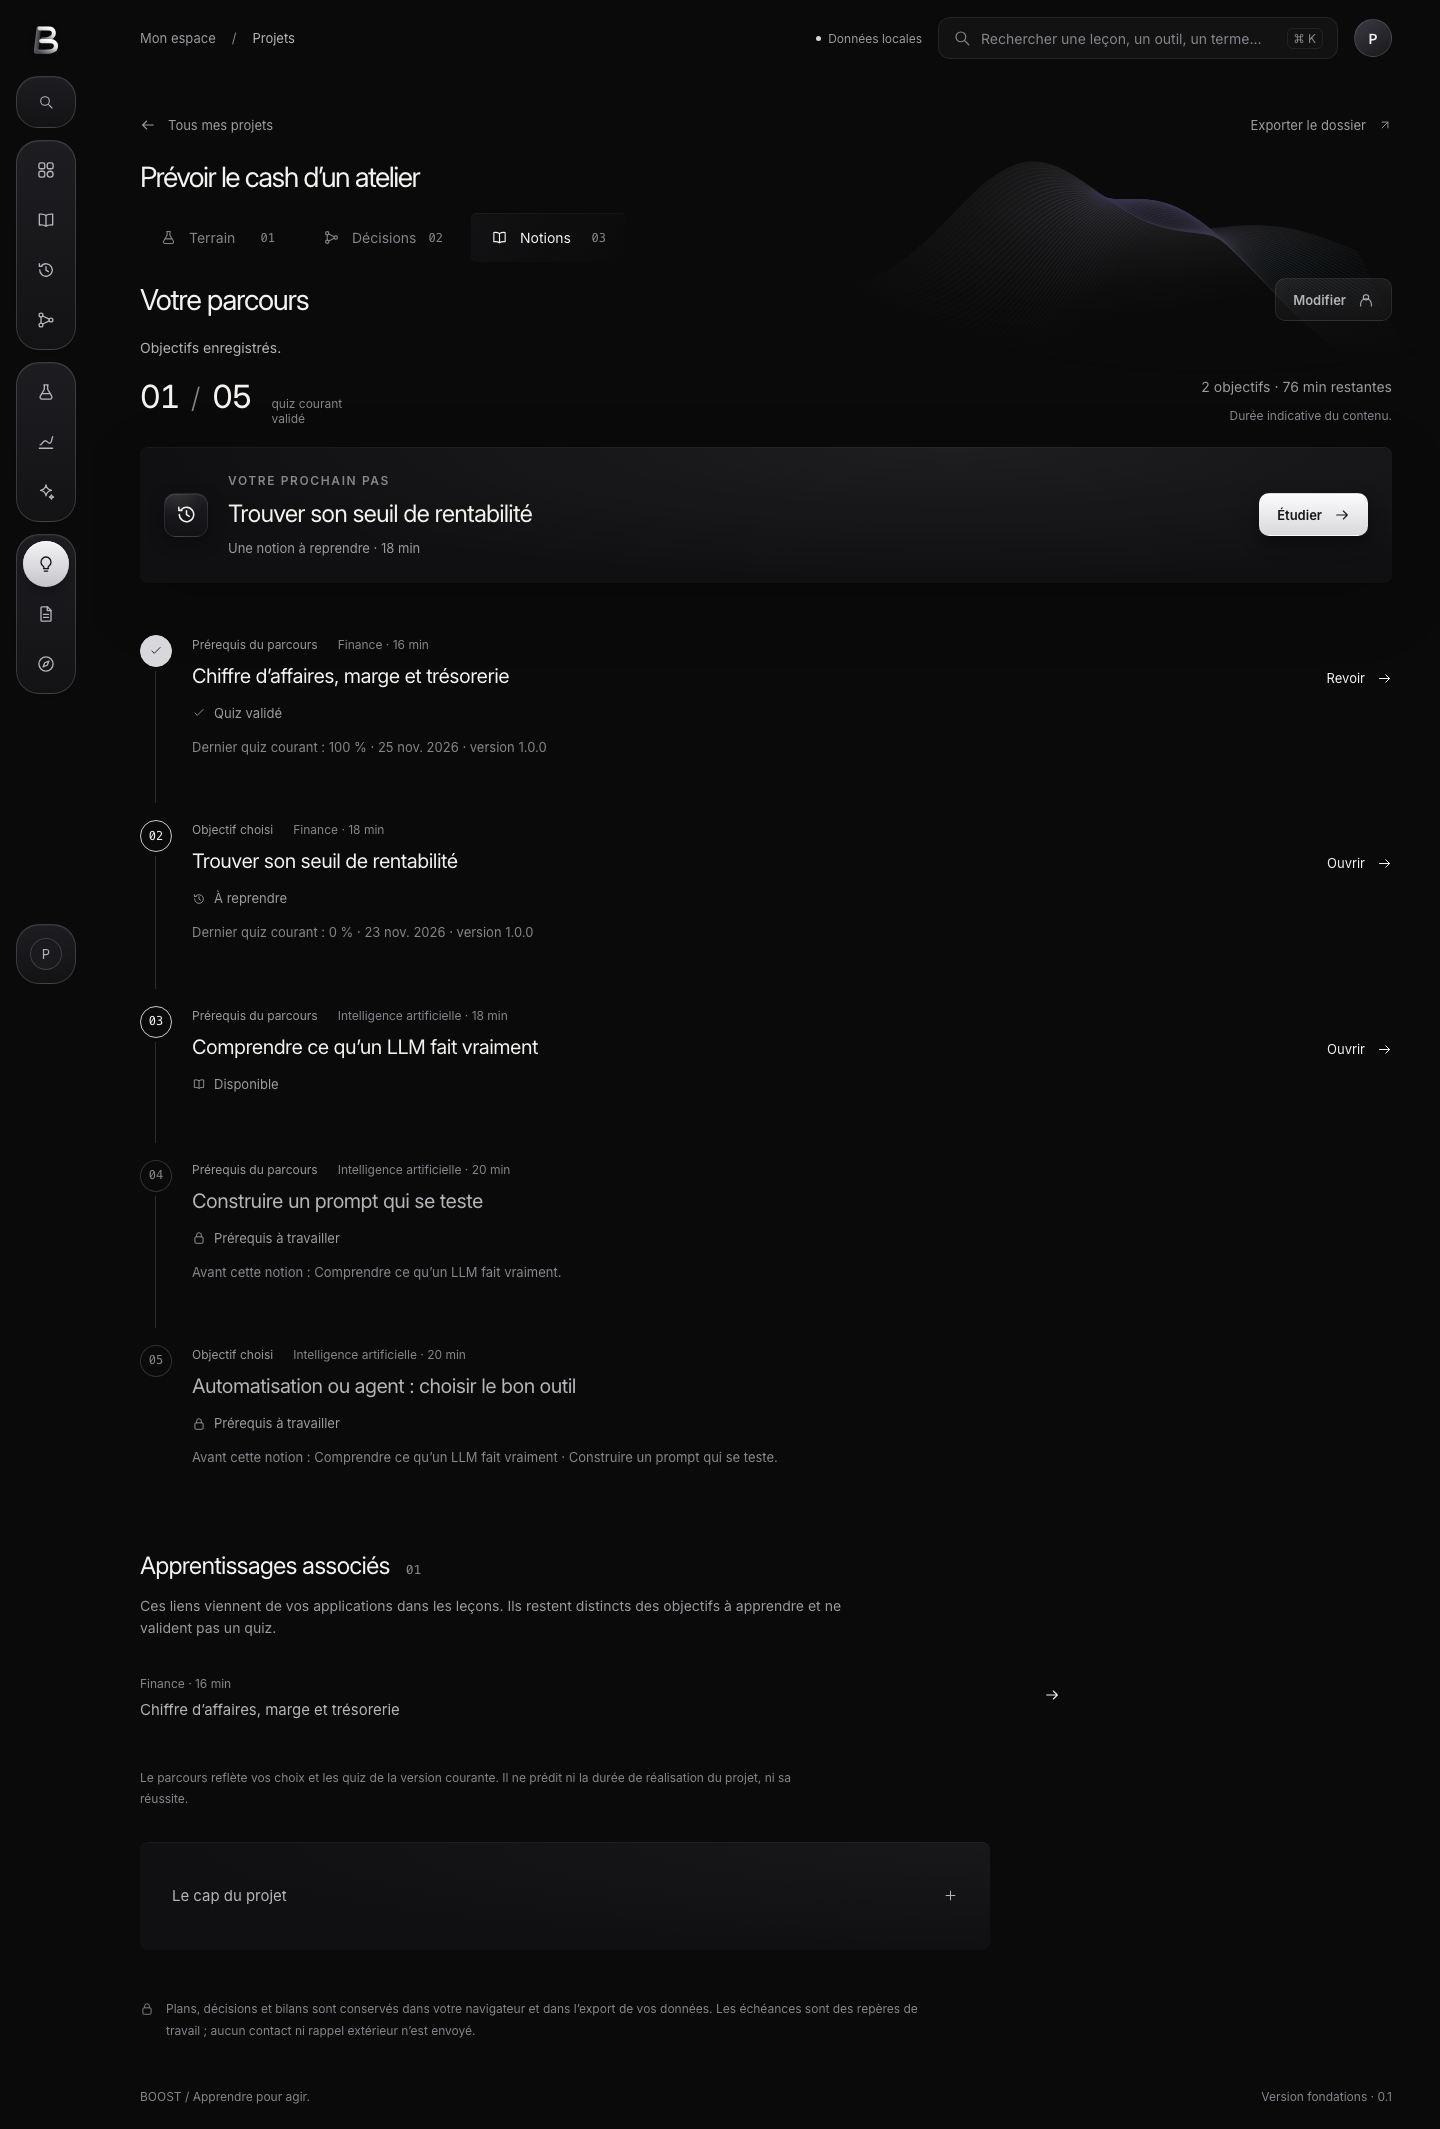 B
Mon espace / Projets
Données locales
Rechercher une leçon, un outil, un terme...
⌘ K
P
Tous mes projets
Exporter le dossier
Prévoir le cash d’un atelier
Terrain 01
Décisions 02
Notions 03
Votre parcours
Modifier
Objectifs enregistrés.
01 / 05
quiz courant
validé
2 objectifs · 76 min restantes
Durée indicative du contenu.
VOTRE PROCHAIN PAS
Trouver son seuil de rentabilité
Une notion à reprendre · 18 min
Étudier
Prérequis du parcours Finance · 16 min
Chiffre d’affaires, marge et trésorerie
Revoir
Quiz validé
Dernier quiz courant : 100 % · 25 nov. 2026 · version 1.0.0
02
Objectif choisi Finance · 18 min
Trouver son seuil de rentabilité
Ouvrir
À reprendre
Dernier quiz courant : 0 % · 23 nov. 2026 · version 1.0.0
P
03
Prérequis du parcours Intelligence artificielle · 18 min
Comprendre ce qu’un LLM fait vraiment
Ouvrir
Disponible
04
Prérequis du parcours Intelligence artificielle · 20 min
Construire un prompt qui se teste
Prérequis à travailler
Avant cette notion : Comprendre ce qu’un LLM fait vraiment.
05
Objectif choisi Intelligence artificielle · 20 min
Automatisation ou agent : choisir le bon outil
Prérequis à travailler
Avant cette notion : Comprendre ce qu’un LLM fait vraiment · Construire un prompt qui se teste.
Apprentissages associés 01
Ces liens viennent de vos applications dans les leçons. Ils restent distincts des objectifs à apprendre et ne
valident pas un quiz.
Finance · 16 min
Chiffre d’affaires, marge et trésorerie
Le parcours reflète vos choix et les quiz de la version courante. Il ne prédit ni la durée de réalisation du projet, ni sa
réussite.
Le cap du projet
Plans, décisions et bilans sont conservés dans votre navigateur et dans l’export de vos données. Les échéances sont des repères de
travail ; aucun contact ni rappel extérieur n’est envoyé.
BOOST / Apprendre pour agir.
Version fondations · 0.1